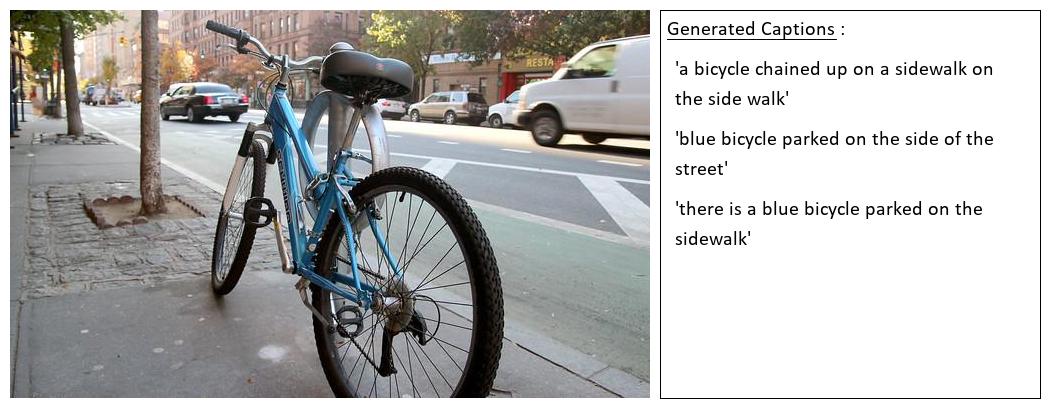 Generated Captions :
'a bicycle chained up on a sidewalk on
the side walk'
'blue bicycle parked on the side of the
street'
'there is a blue bicycle parked on the
sidewalk'
RESTA